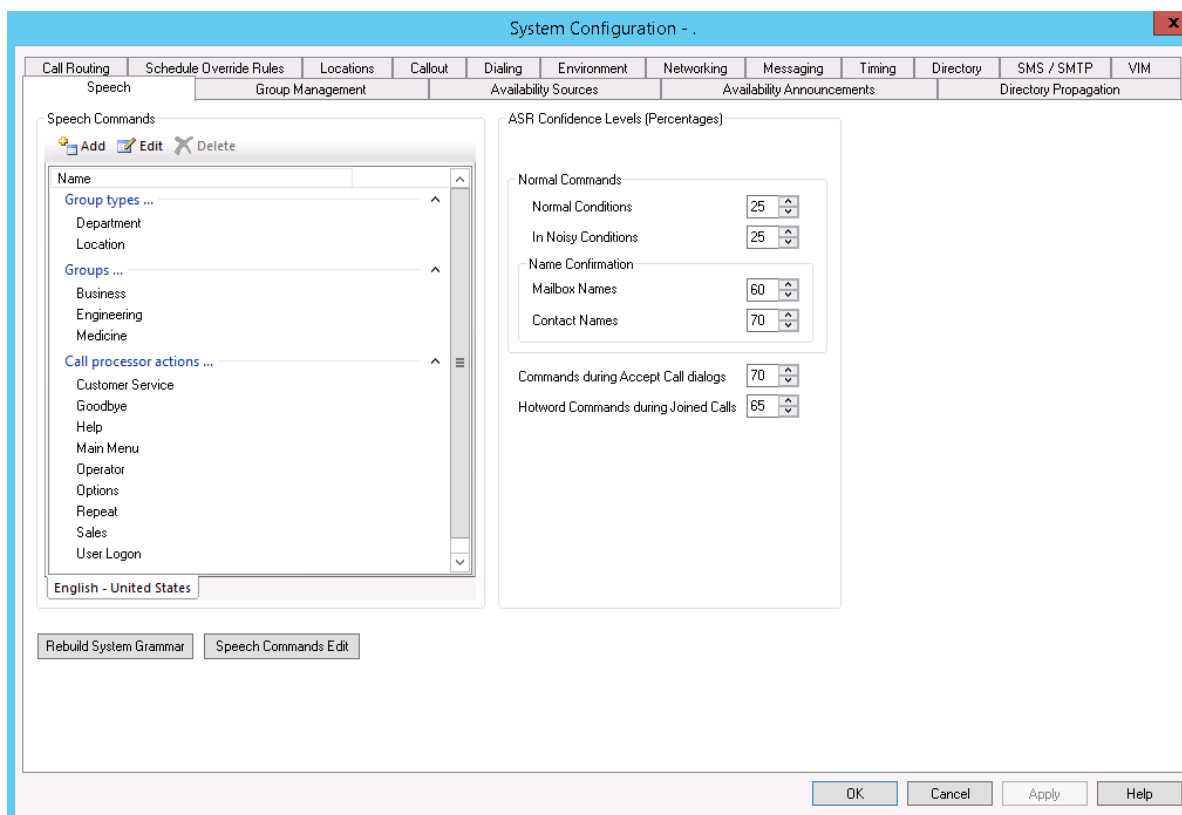 System Configuration - .
x
Call Routing Schedule Override Rules Locations Callout Dialing Environment Networking Messaging Timing Directory SMS / SMTP VIM
Speech Group Management Availability Sources Availability Announcements Directory Propagation
Speech Commands
Add Edit Delete
Name
Group types ...
Department
Location
Groups ...
Business
Engineering
Medicine
Call processor actions ...
Customer Service
Goodbye
Help
Main Menu
Operator
Options
Repeat
Sales
User Logon
English - United States
ASR Confidence Levels (Percentages)
Normal Commands
Normal Conditions 25
In Noisy Conditions 25
Name Confirmation
Mailbox Names 60
Contact Names 70
Commands during Accept Call dialogs 70
Hotword Commands during Joined Calls 65
Rebuild System Grammar Speech Commands Edit
OK Cancel Apply Help